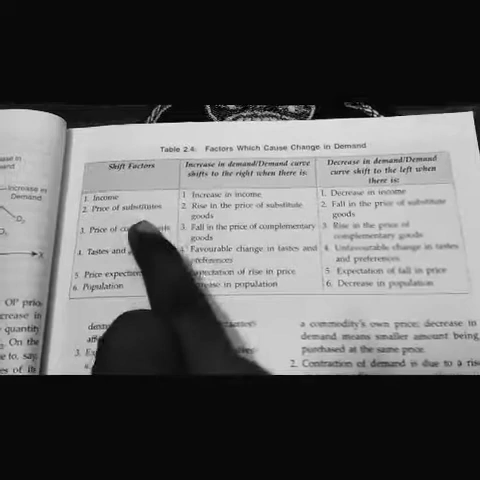 Table 2.4: Factors Which Cause Change in Demand
Shift Factors
Increase in demand/Demand curve
shifts to the right when there is:
Decrease in demand/Demand
curve shift to the left when
there is:
1. Income
2. Price of substitutes
3. Price of
4. Tastes and
5. Price
6. Population
1. Increase in income
2. Rise in the price of substitute
goods
3. Fall in the price of complementary
goods
4. Favourable change in tastes and
preferences
expectation of rise in price
in population
1. Decrease in income
2. Fall in the price of substitute
goods
3. Rise in the price of
complementary goods
4. Unfavourable change in tastes
and preferences
5. Expectation of fall in price
6. Decrease in population
Increase in
Demand
D₂
X
OP
quantity
On the
to, say,
of its
3.
a commodity's own price; decrease in
demand means smaller amount being
purchased at the same price.
2. Contraction of demand is due to a rise